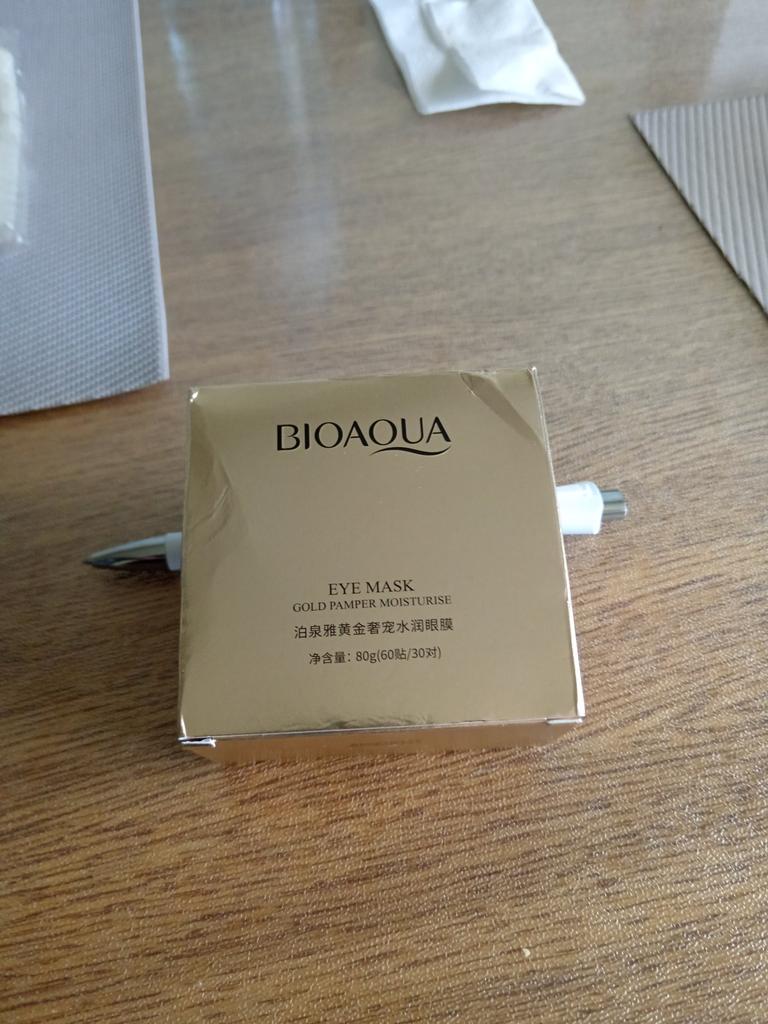 BIOAQUA
EYE MASK
GOLD PAMPER MOISTURISE
泊泉雅黄金奢宠水润眼膜
净含量：80g(60贴/30对)